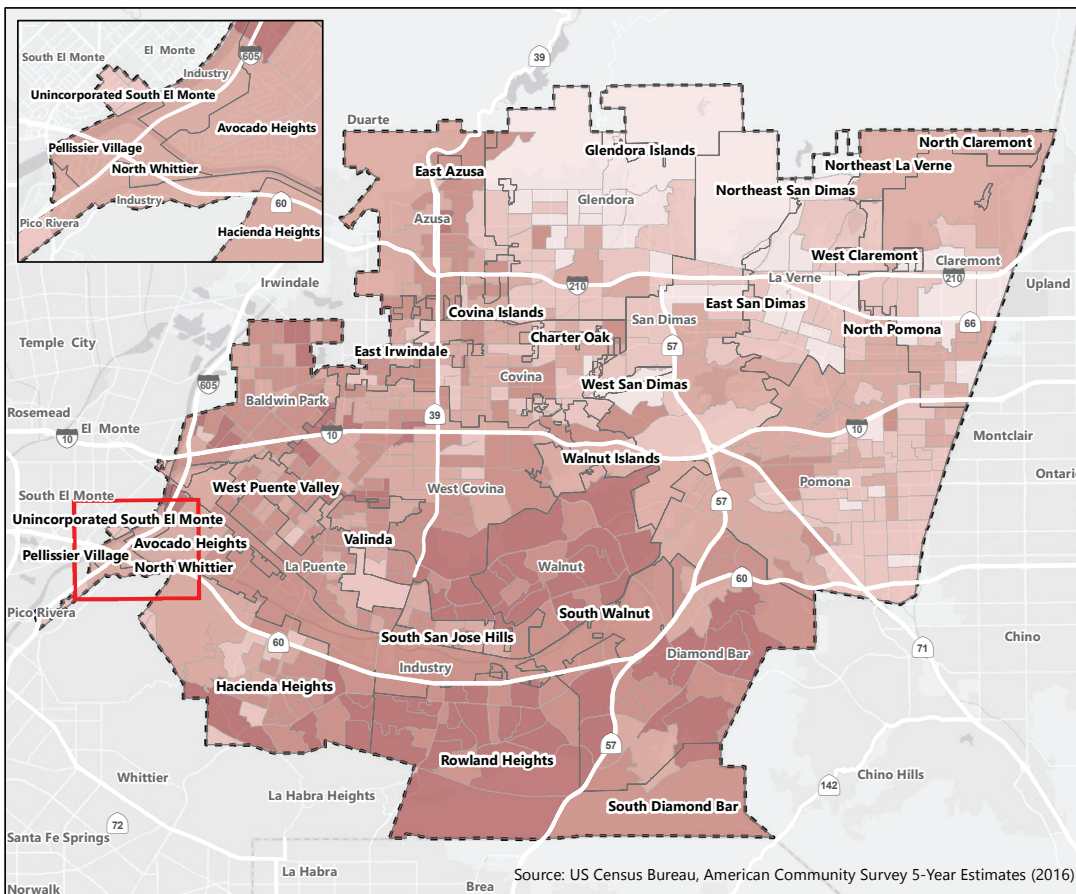 South El Monte
El Monte
605
Industry
Unincorporated South El Monte
Avocado Heights
Pellissier Village
North Whittier
Industry
60
Pico Rivera
Hacienda Heights
39
Duarte
Glendora Islands
North Claremont
Northeast La Verne
East Azusa
Northeast San Dimas
Glendora
Azusa
West Claremont
Claremont
La Verne
210
210
Irwindale
Upland
East San Dimas
Covina Islands
San Dimas
North Pomona
66
Charter Oak
Temple City
57
East Irwindale
Covina
West San Dimas
605
Baldwin Park
Rosemead
39
El Monte
10
10
10
Montclair
Walnut Islands
West Puente Valley
West Covina
Pomona
Ontario
South El Monte
57
Unincorporated South El Monte
Valinda
Avocado Heights
Pellissier Village
North Whittier
La Puente
Walnut
60
Pico Rivera
South Walnut
South San Jose Hills
Chino
60
71
Diamond Bar
Industry
Hacienda Heights
57
Rowland Heights
Whittier
Chino Hills
142
La Habra Heights
South Diamond Bar
72
Santa Fe Springs
La Habra
Source: US Census Bureau, American Community Survey 5-Year Estimates (2016)
Brea
Norwalk